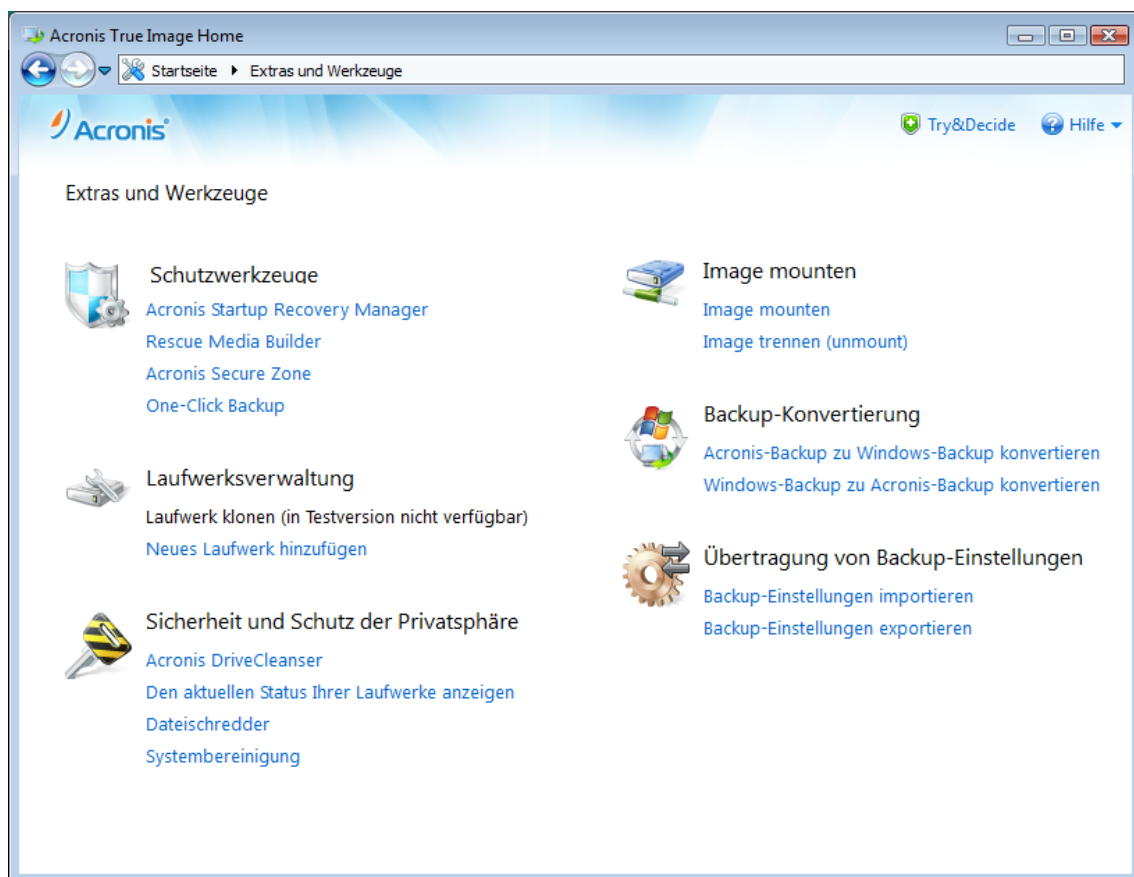 Acronis True Image Home
Startseite ▸ Extras und Werkzeuge
Acronis
Try&Decide
Hilfe
Extras und Werkzeuge
Schutzwerkzeuge
Acronis Startup Recovery Manager
Rescue Media Builder
Acronis Secure Zone
One-Click Backup
Laufwerksverwaltung
Laufwerk klonen (in Testversion nicht verfügbar)
Neues Laufwerk hinzufügen
Sicherheit und Schutz der Privatsphäre
Acronis DriveCleanser
Den aktuellen Status Ihrer Laufwerke anzeigen
Dateischredder
Systembereinigung
Image mounten
Image mounten
Image trennen (unmount)
Backup-Konvertierung
Acronis-Backup zu Windows-Backup konvertieren
Windows-Backup zu Acronis-Backup konvertieren
Übertragung von Backup-Einstellungen
Backup-Einstellungen importieren
Backup-Einstellungen exportieren